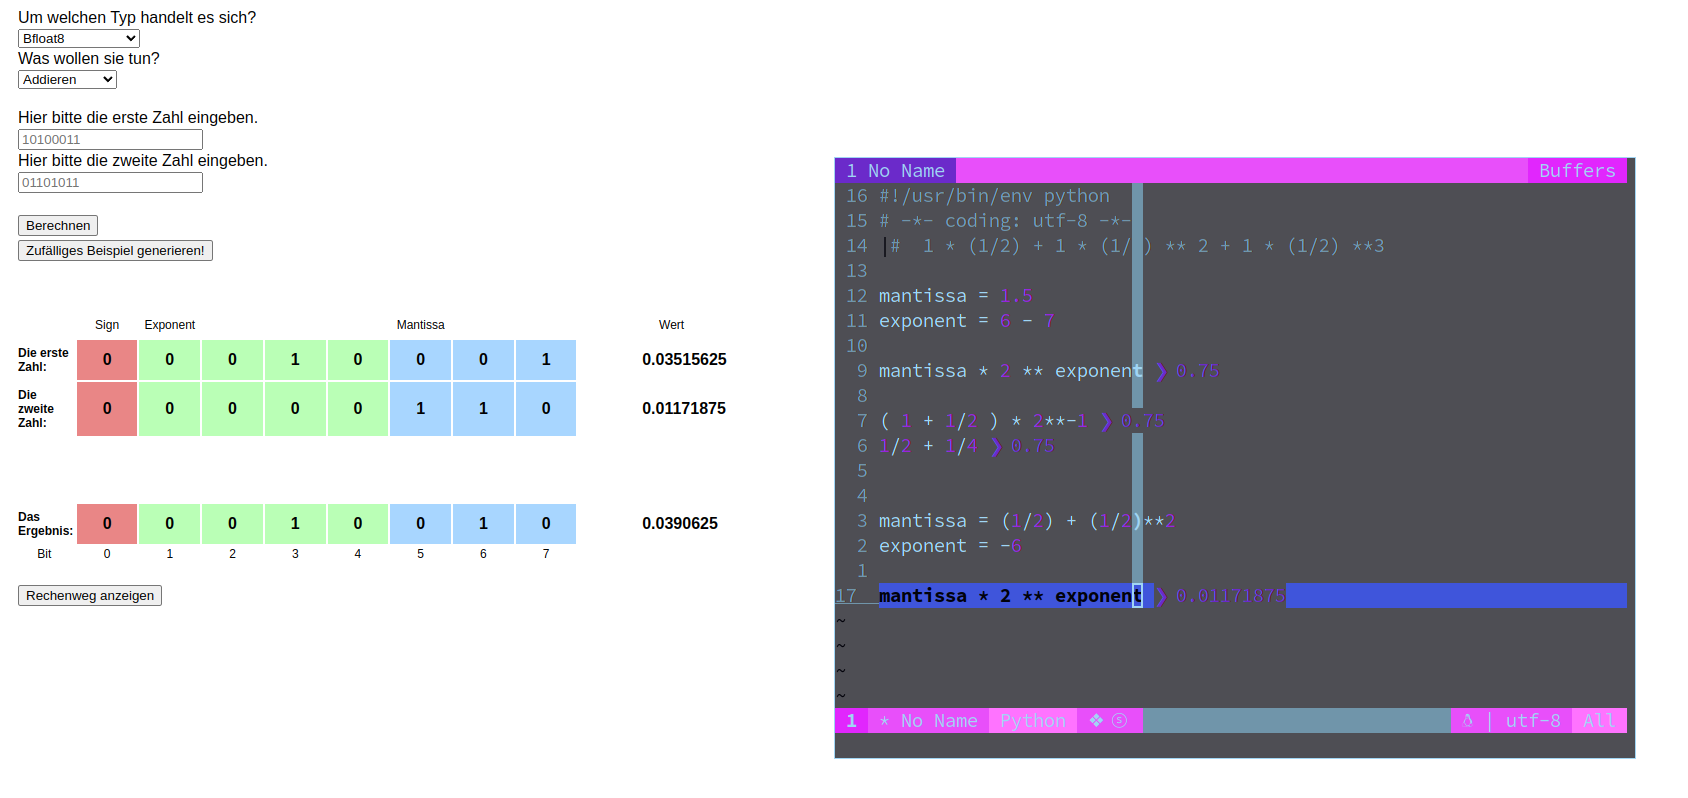 Um welchen Typ handelt es sich?
Bfloat8
Was wollen sie tun?
Addieren
Hier bitte die erste Zahl eingeben.
10100011
Hier bitte die zweite Zahl eingeben.
01101011
Berechnen
Zufälliges Beispiel generieren!
Sign Exponent Mantissa Wert
Die erste Zahl: 0 0 0 1 0 0 0 1 0.03515625
Die zweite Zahl: 0 0 0 0 0 1 1 0 0.01171875
Das Ergebnis: 0 0 0 1 0 0 1 0 0.0390625
Bit 0 1 2 3 4 5 6 7
Rechenweg anzeigen
1 No Name Buffers
16 #!/usr/bin/env python
15 # -*- coding: utf-8 -*-
14 # 1 * (1/2) + 1 * (1/ ) ** 2 + 1 * (1/2) **3
13
12 mantissa = 1.5
11 exponent = 6 - 7
10
9 mantissa * 2 ** exponent ❯ 0.75
8
7 ( 1 + 1/2 ) * 2**-1 ❯ 0.75
6 1/2 + 1/4 ❯ 0.75
5
4
3 mantissa = (1/2) + (1/2)**2
2 exponent = -6
1
17 mantissa * 2 ** exponent ❯ 0.01171875
~
~
~
~
1 * No Name Python ❖ ⓢ | utf-8 All